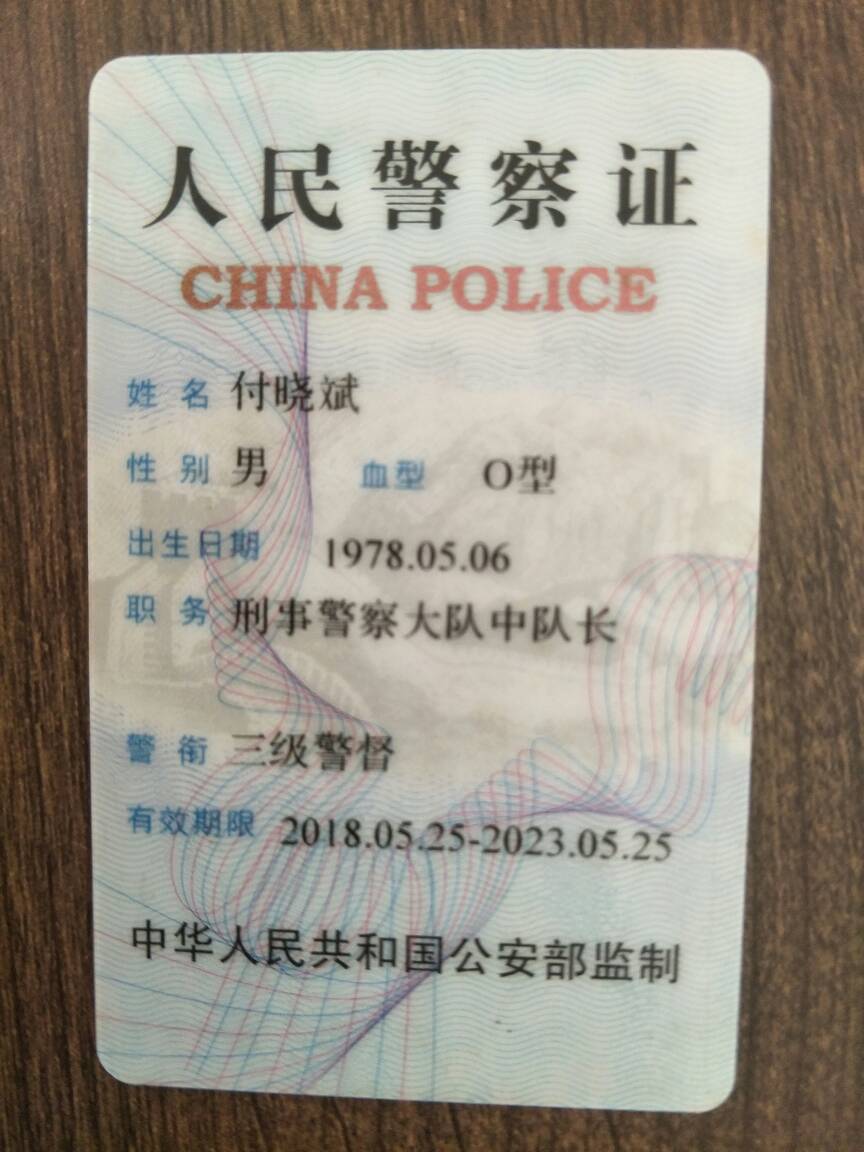 人民警察证
CHINA POLICE
姓 名 付晓斌
性 别 男 血型 O型
出生日期 1978.05.06
职 务 刑事警察大队中队长
警 衔 三级警督
有效期限 2018.05.25-2023.05.25
中华人民共和国公安部监制